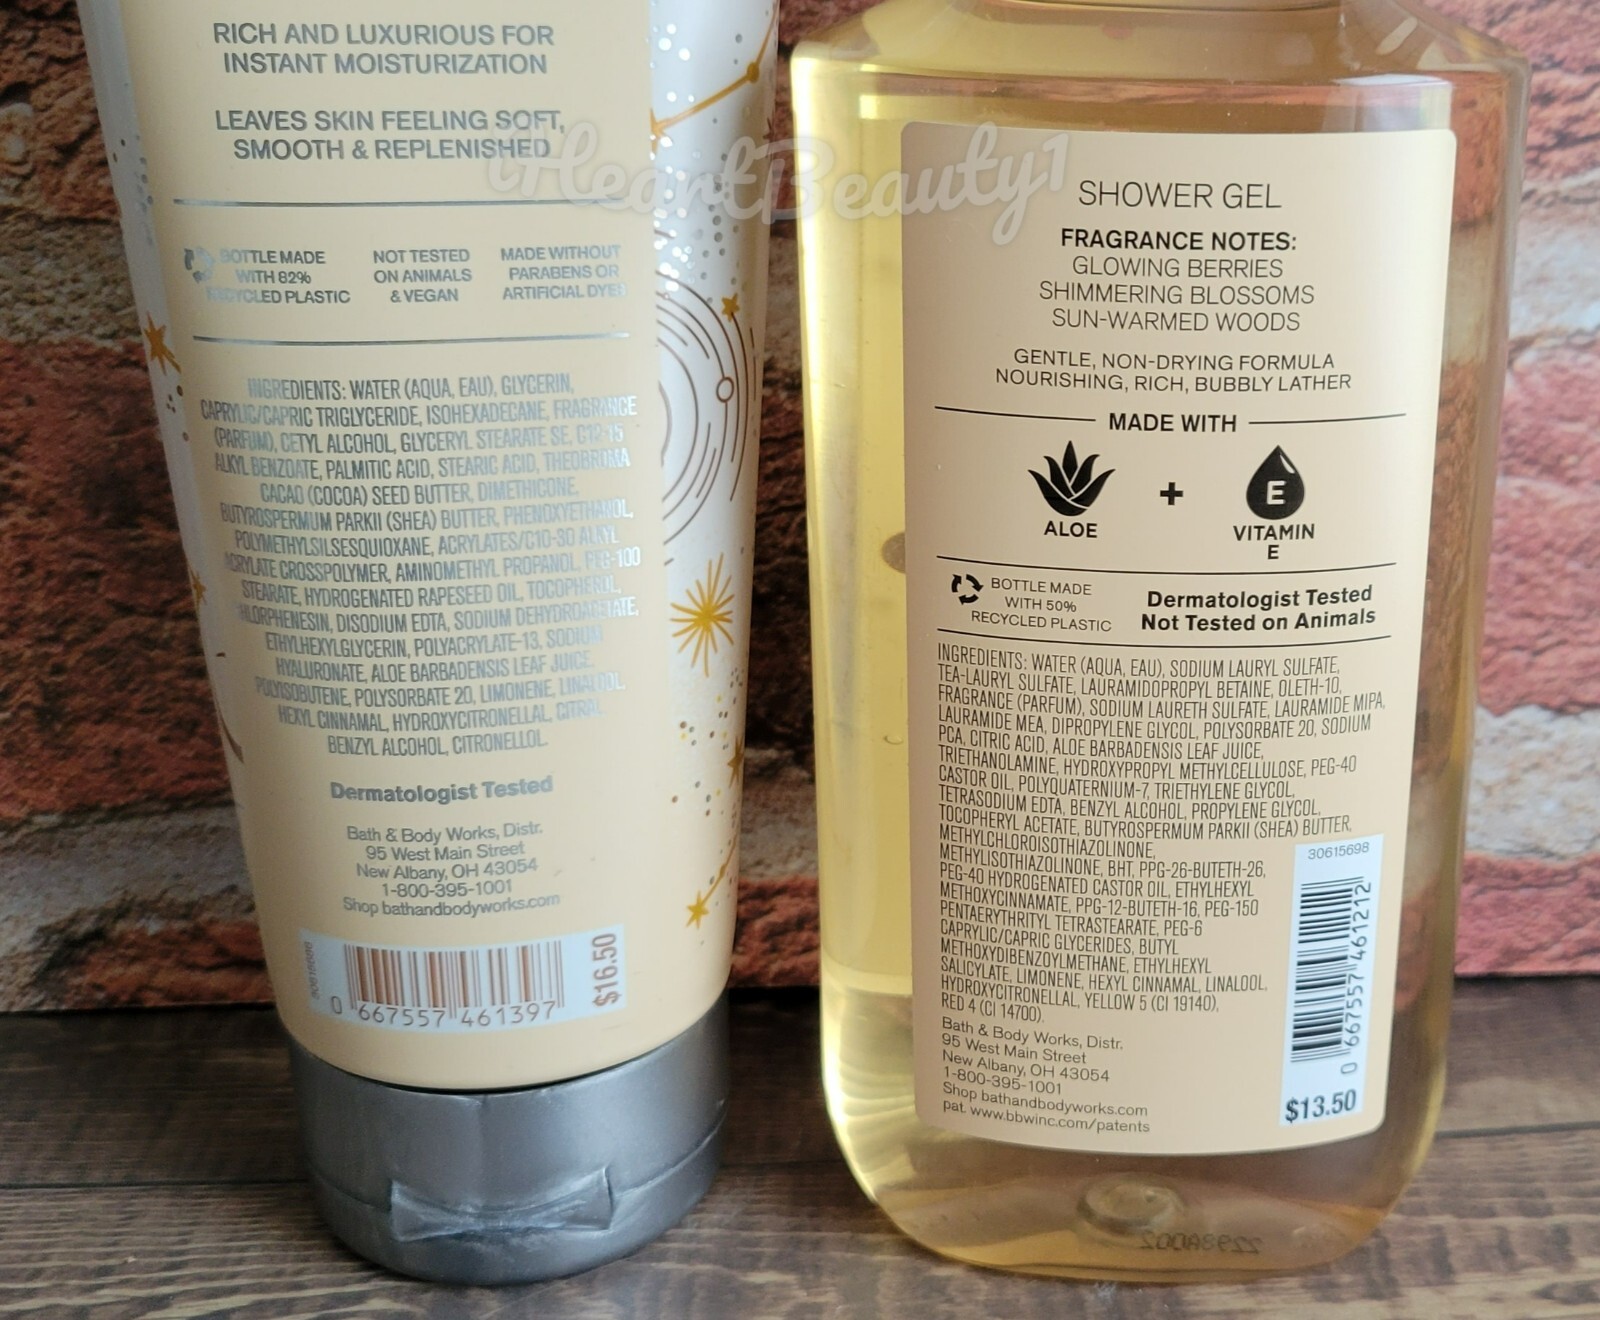 RICH AND LUXURIOUS FOR
INSTANT MOISTURIZATION
LEAVES SKIN FEELING SOFT,
SMOOTH & REPLENISHED
BOTTLE MADE
WITH 82%
RECYCLED PLASTIC
NOT TESTED
ON ANIMALS
& VEGAN
MADE WITHOUT
PARABENS OR
ARTIFICIAL DYES
INGREDIENTS: WATER (AQUA, EAU), GLYCERIN,
CAPRYLIC/CAPRIC TRIGLYCERIDE, ISOHEXADECANE, FRAGRANCE
(PARFUM), CETYL ALCOHOL, GLYCERYL STEARATE SE, C12-15
ALKYL BENZOATE, PALMITIC ACID, STEARIC ACID, THEOBROMA
CACAO (COCOA) SEED BUTTER, DIMETHICONE,
BUTYROSPERMUM PARKII (SHEA) BUTTER, PHENOXYETHANOL,
POLYMETHYLSILSESQUIOXANE, ACRYLATES/C10-30 ALKYL
ACRYLATE CROSSPOLYMER, AMINOMETHYL PROPANOL, PEG-100
STEARATE, HYDROGENATED RAPESEED OIL, TOCOPHEROL,
CHLORPHENESIN, DISODIUM EDTA, SODIUM DEHYDROACETATE,
ETHYLHEXYLGLYCERIN, POLYACRYLATE-13, SODIUM
HYALURONATE, ALOE BARBADENSIS LEAF JUICE,
POLYISOBUTENE, POLYSORBATE 20, LIMONENE, LINALOOL,
HEXYL CINNAMAL, HYDROXYCITRONELLAL, CITRAL,
BENZYL ALCOHOL, CITRONELLOL.
Dermatologist Tested
Bath & Body Works, Distr.
95 West Main Street
New Albany, OH 43054
1-800-395-1001
Shop bathandbodyworks.com
0 667557 461397
$16.50
iHeartBeauty1
SHOWER GEL
FRAGRANCE NOTES:
GLOWING BERRIES
SHIMMERING BLOSSOMS
SUN-WARMED WOODS
GENTLE, NON-DRYING FORMULA
NOURISHING, RICH, BUBBLY LATHER
MADE WITH
ALOE
+
E
VITAMIN
E
BOTTLE MADE
WITH 50%
RECYCLED PLASTIC
Dermatologist Tested
Not Tested on Animals
INGREDIENTS: WATER (AQUA, EAU), SODIUM LAURYL SULFATE,
TEA-LAURYL SULFATE, LAURAMIDOPROPYL BETAINE, OLETH-10,
FRAGRANCE (PARFUM), SODIUM LAURETH SULFATE, LAURAMIDE MIPA,
LAURAMIDE MEA, DIPROPYLENE GLYCOL, POLYSORBATE 20, SODIUM
PCA, CITRIC ACID, ALOE BARBADENSIS LEAF JUICE,
TRIETHANOLAMINE, HYDROXYPROPYL METHYLCELLULOSE, PEG-40
CASTOR OIL, POLYQUATERNIUM-7, TRIETHYLENE GLYCOL,
TETRASODIUM EDTA, BENZYL ALCOHOL, PROPYLENE GLYCOL,
TOCOPHERYL ACETATE, BUTYROSPERMUM PARKII (SHEA) BUTTER,
METHYLCHLOROISOTHIAZOLINONE,
METHYLISOTHIAZOLINONE, BHT, PPG-26-BUTETH-26,
PEG-40 HYDROGENATED CASTOR OIL, ETHYLHEXYL
METHOXYCINNAMATE, PPG-12-BUTETH-16, PEG-150
PENTAERYTHRITYL TETRASTEARATE, PEG-6
CAPRYLIC/CAPRIC GLYCERIDES, BUTYL
METHOXYDIBENZOYLMETHANE, ETHYLHEXYL
SALICYLATE, LIMONENE, HEXYL CINNAMAL, LINALOOL,
HYDROXYCITRONELLAL, YELLOW 5 (CI 19140),
RED 4 (CI 14700).
Bath & Body Works, Distr.
95 West Main Street
New Albany, OH 43054
1-800-395-1001
Shop bathandbodyworks.com
pat. www.bbwinc.com/patents
30615698
0 667557 461212
$13.50
2298A002